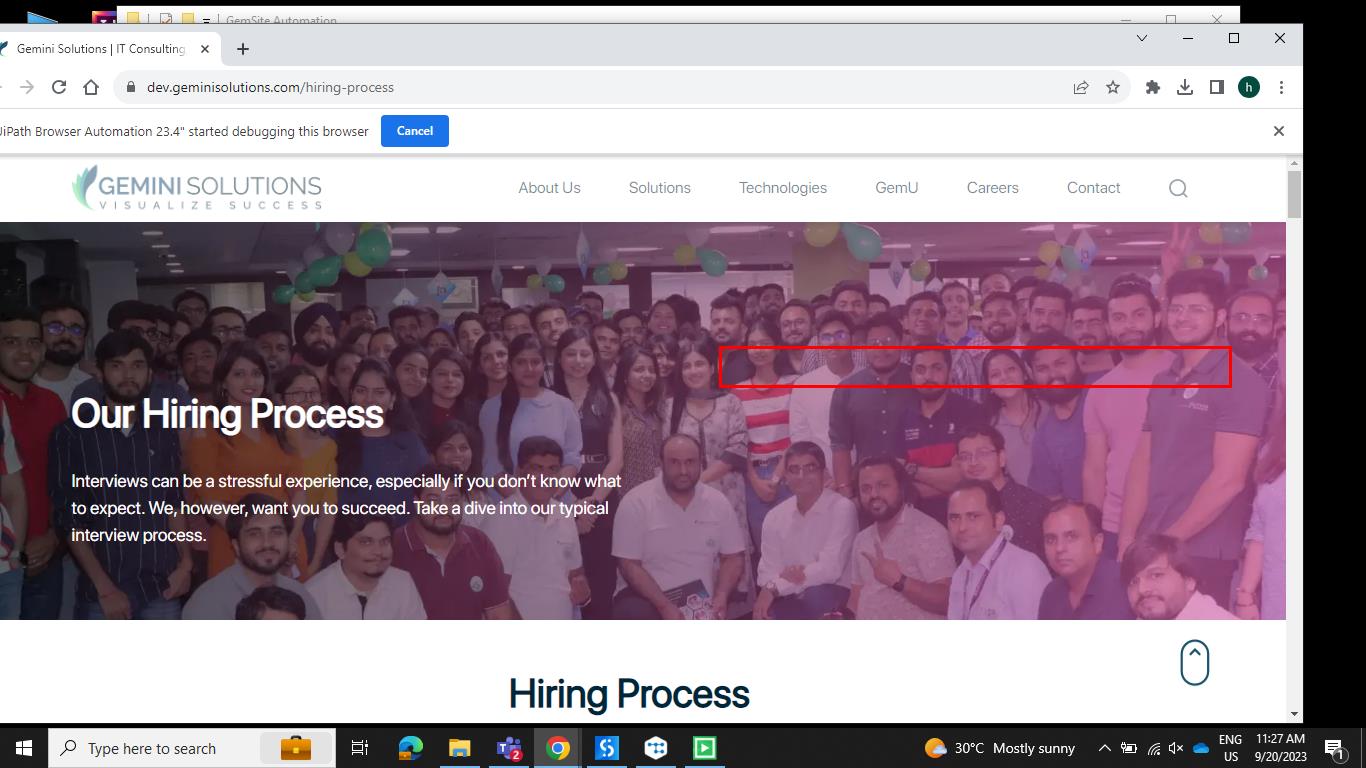 GemSite Automation
Gemini Solutions | IT Consulting
dev.geminisolutions.com/hiring-process
h
UiPath Browser Automation 23.4" started debugging this browser
Cancel
GEMINI SOLUTIONS
VISUALIZE SUCCESS
About Us
Solutions
Technologies
GemU
Careers
Contact
Our Hiring Process
Interviews can be a stressful experience, especially if you don’t know what
to expect. We, however, want you to succeed. Take a dive into our typical
interview process.
Hiring Process
Type here to search
2
30°C Mostly sunny
ENG
US
11:27 AM
9/20/2023
1